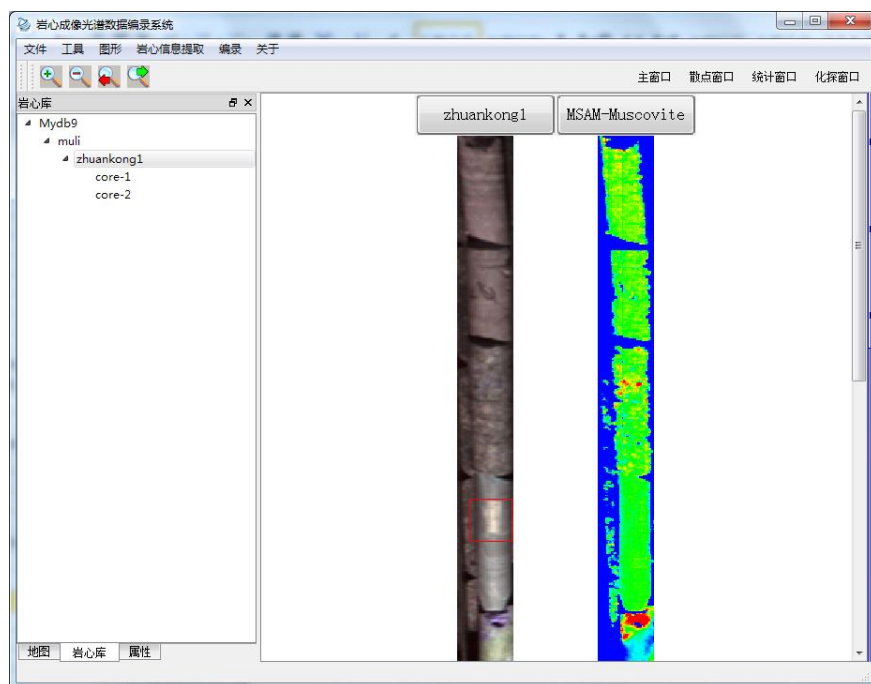 岩心成像光谱数据编录系统
文件 工具 图形 岩心信息提取 编录 关于
主窗口 散点窗口 统计窗口 化探窗口
岩心库
zhuankong1 MSAM-Muscovite
Mydb9
muli
zhuankong1
core-1
core-2
地图 岩心库 属性